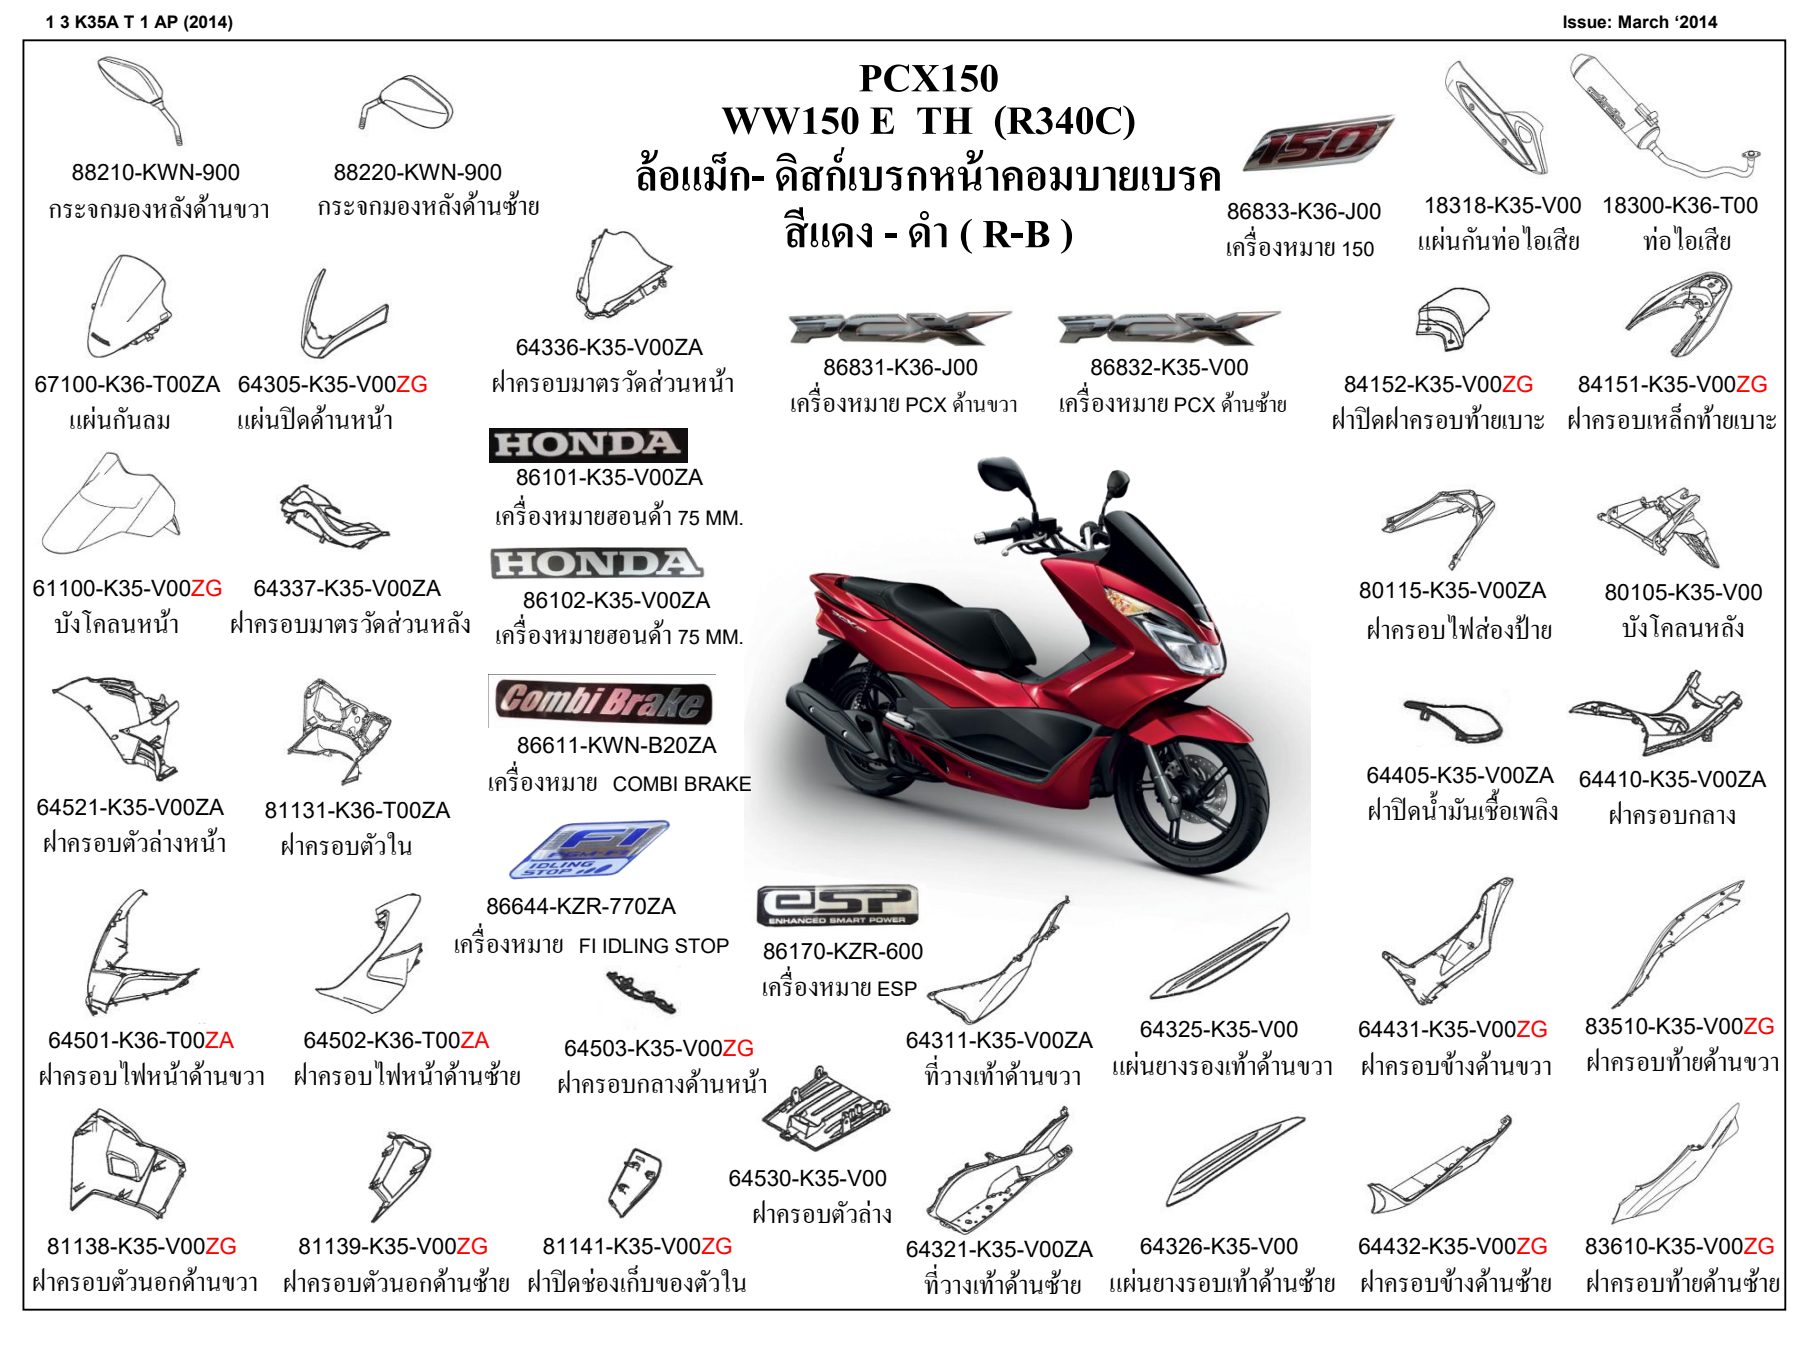 1 3 K35A T 1 AP (2014)
Issue: March ‘2014
PCX150
WW150 E TH (R340C)
ล้อแม็ก- ดิสก์เบรกหน้าคอมบายเบรค
สีแดง - ดำ ( R-B )
88210-KWN-900
กระจกมองหลังด้านขวา
88220-KWN-900
กระจกมองหลังด้านซ้าย
150
86833-K36-J00
เครื่องหมาย 150
18318-K35-V00
แผ่นกันท่อไอเสีย
18300-K36-T00
ท่อไอเสีย
67100-K36-T00ZA
แผ่นกันลม
64305-K35-V00ZG
แผ่นปิดด้านหน้า
64336-K35-V00ZA
ฝาครอบมาตรวัดส่วนหน้า
PCX
86831-K36-J00
เครื่องหมาย PCX ด้านขวา
PCX
86832-K35-V00
เครื่องหมาย PCX ด้านซ้าย
84152-K35-V00ZG
ฝาปิดฝาครอบท้ายเบาะ
84151-K35-V00ZG
ฝาครอบเหล็กท้ายเบาะ
HONDA
86101-K35-V00ZA
เครื่องหมายฮอนด้า 75 MM.
61100-K35-V00ZG
บังโคลนหน้า
64337-K35-V00ZA
ฝาครอบมาตรวัดส่วนหลัง
HONDA
86102-K35-V00ZA
เครื่องหมายฮอนด้า 75 MM.
80115-K35-V00ZA
ฝาครอบไฟส่องป้าย
80105-K35-V00
บังโคลนหลัง
64521-K35-V00ZA
ฝาครอบตัวล่างหน้า
81131-K36-T00ZA
ฝาครอบตัวใน
Combi Brake
86611-KWN-B20ZA
เครื่องหมาย COMBI BRAKE
64405-K35-V00ZA
ฝาปิดน้ำมันเชื้อเพลิง
64410-K35-V00ZA
ฝาครอบกลาง
FI
PGM-FI
IDLING
STOP
86644-KZR-770ZA
เครื่องหมาย FI IDLING STOP
eSP
ENHANCED SMART POWER
86170-KZR-600
เครื่องหมาย ESP
64501-K36-T00ZA
ฝาครอบไฟหน้าด้านขวา
64502-K36-T00ZA
ฝาครอบไฟหน้าด้านซ้าย
64503-K35-V00ZG
ฝาครอบกลางด้านหน้า
64311-K35-V00ZA
ที่วางเท้าด้านขวา
64325-K35-V00
แผ่นยางรองเท้าด้านขวา
64431-K35-V00ZG
ฝาครอบข้างด้านขวา
83510-K35-V00ZG
ฝาครอบท้ายด้านขวา
81138-K35-V00ZG
ฝาครอบตัวนอกด้านขวา
81139-K35-V00ZG
ฝาครอบตัวนอกด้านซ้าย
81141-K35-V00ZG
ฝาปิดช่องเก็บของตัวใน
64530-K35-V00
ฝาครอบตัวล่าง
64321-K35-V00ZA
ที่วางเท้าด้านซ้าย
64326-K35-V00
แผ่นยางรอบเท้าด้านซ้าย
64432-K35-V00ZG
ฝาครอบข้างด้านซ้าย
83610-K35-V00ZG
ฝาครอบท้ายด้านซ้าย